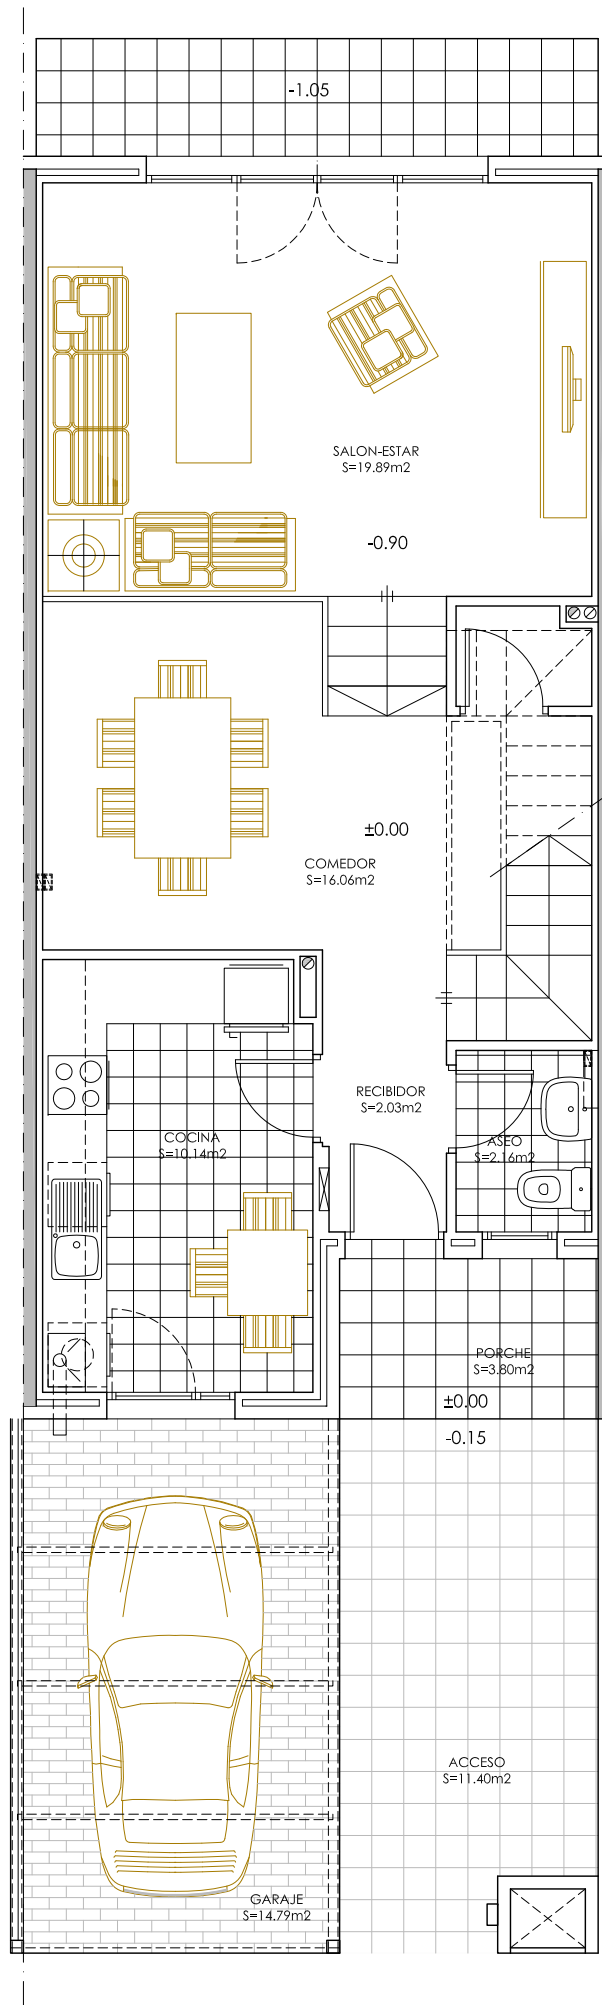 -1.05
SALON-ESTAR
S=19.89m2
-0.90
±0.00
COMEDOR
S=16.06m2
RECIBIDOR
S=2.03m2
COCINA
S=10.14m2
ASEO
S=2.16m2
PORCHE
S=3.80m2
±0.00
-0.15
ACCESO
S=11.40m2
GARAJE
S=14.79m2